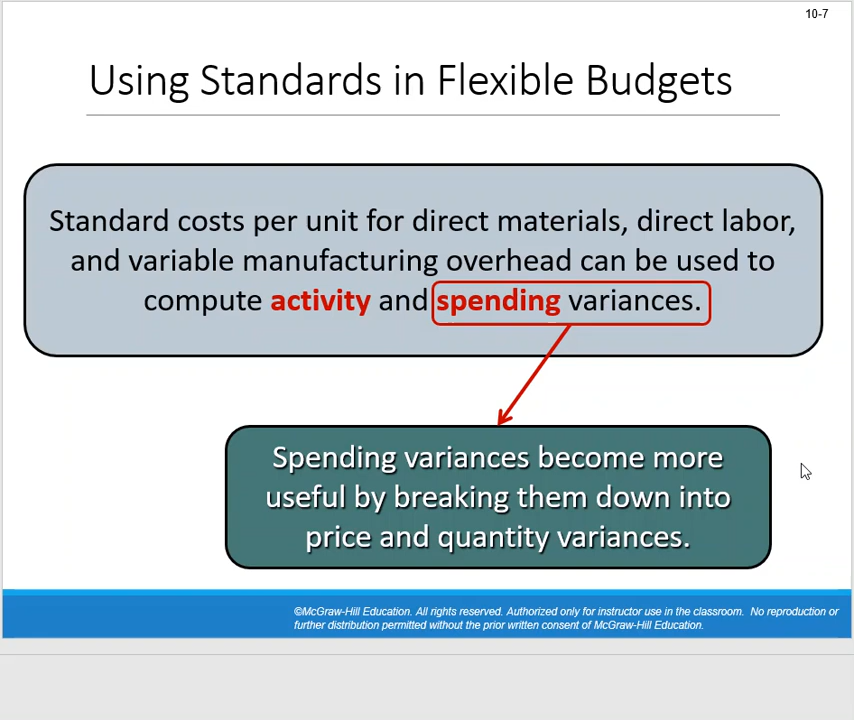 10-7
Using Standards in Flexible Budgets
Standard costs per unit for direct materials, direct labor,
and variable manufacturing overhead can be used to
compute activity and spending variances.
Spending variances become more
useful by breaking them down into
price and quantity variances.
©McGraw-Hill Education. All rights reserved. Authorized only for instructor use in the classroom. No reproduction or
further distribution permitted without the prior written consent of McGraw-Hill Education.